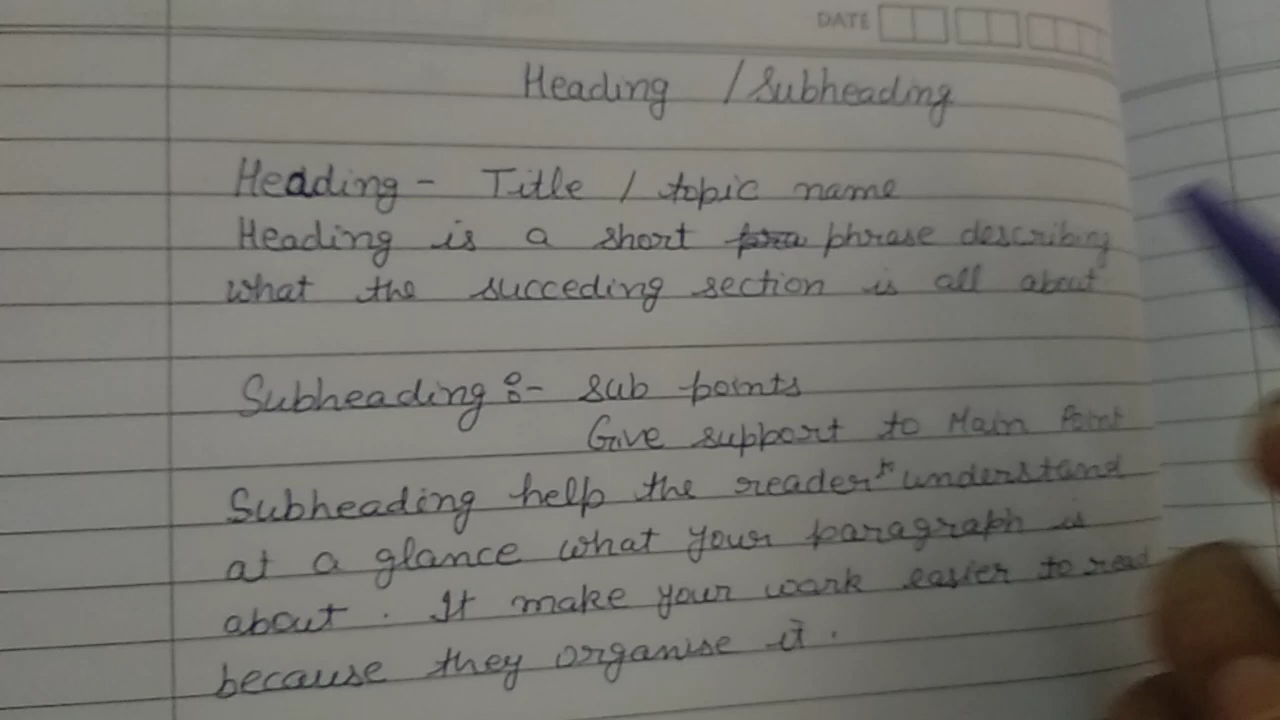 DATE
Heading / Subheading
Heading - Title / topic name
Heading is a short phrase describing
what the succeding section is all about
Subheading :- sub points
Give support to Main Point
Subheading help the reader to understand
at a glance what your paragraph is
about. It make your work easier to read
because they organise it.